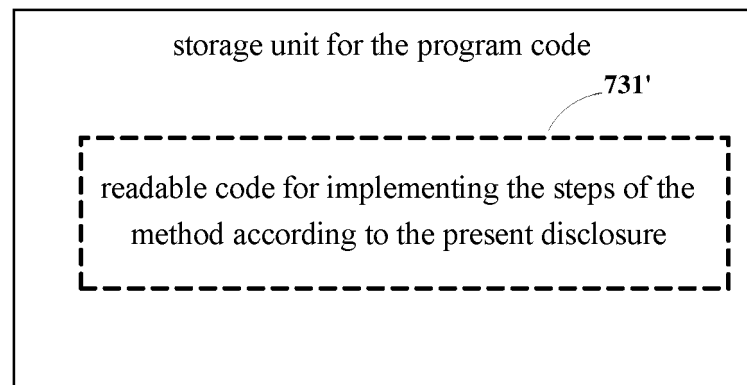 storage unit for the program code
731'
readable code for implementing the steps of the
method according to the present disclosure